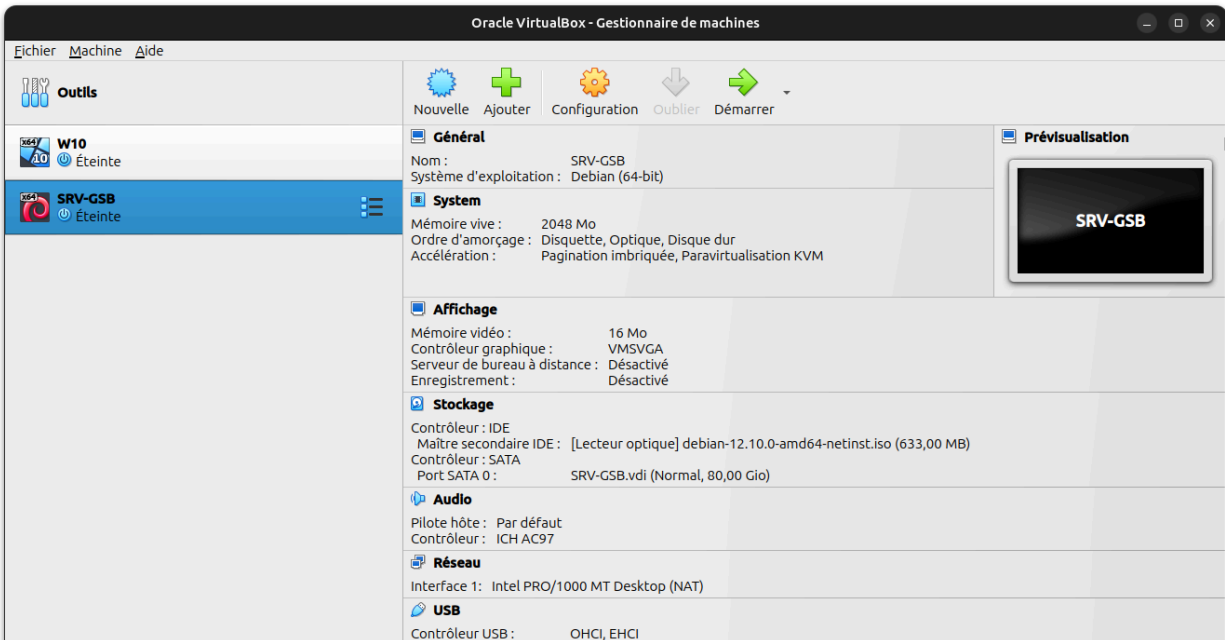 Oracle VirtualBox - Gestionnaire de machines
Fichier Machine Aide
Outils
Nouvelle Ajouter Configuration Oublier Démarrer
x64 10 W10
Éteinte
x64 SRV-GSB
Éteinte
Général
Nom : SRV-GSB
Système d'exploitation : Debian (64-bit)
System
Mémoire vive : 2048 Mo
Ordre d'amorçage : Disquette, Optique, Disque dur
Accélération : Pagination imbriquée, Paravirtualisation KVM
Prévisualisation
SRV-GSB
Affichage
Mémoire vidéo : 16 Mo
Contrôleur graphique : VMSVGA
Serveur de bureau à distance : Désactivé
Enregistrement : Désactivé
Stockage
Contrôleur : IDE
Maître secondaire IDE : [Lecteur optique] debian-12.10.0-amd64-netinst.iso (633,00 MB)
Contrôleur : SATA
Port SATA 0 : SRV-GSB.vdi (Normal, 80,00 Gio)
Audio
Pilote hôte : Par défaut
Contrôleur : ICH AC97
Réseau
Interface 1: Intel PRO/1000 MT Desktop (NAT)
USB
Contrôleur USB : OHCI, EHCI